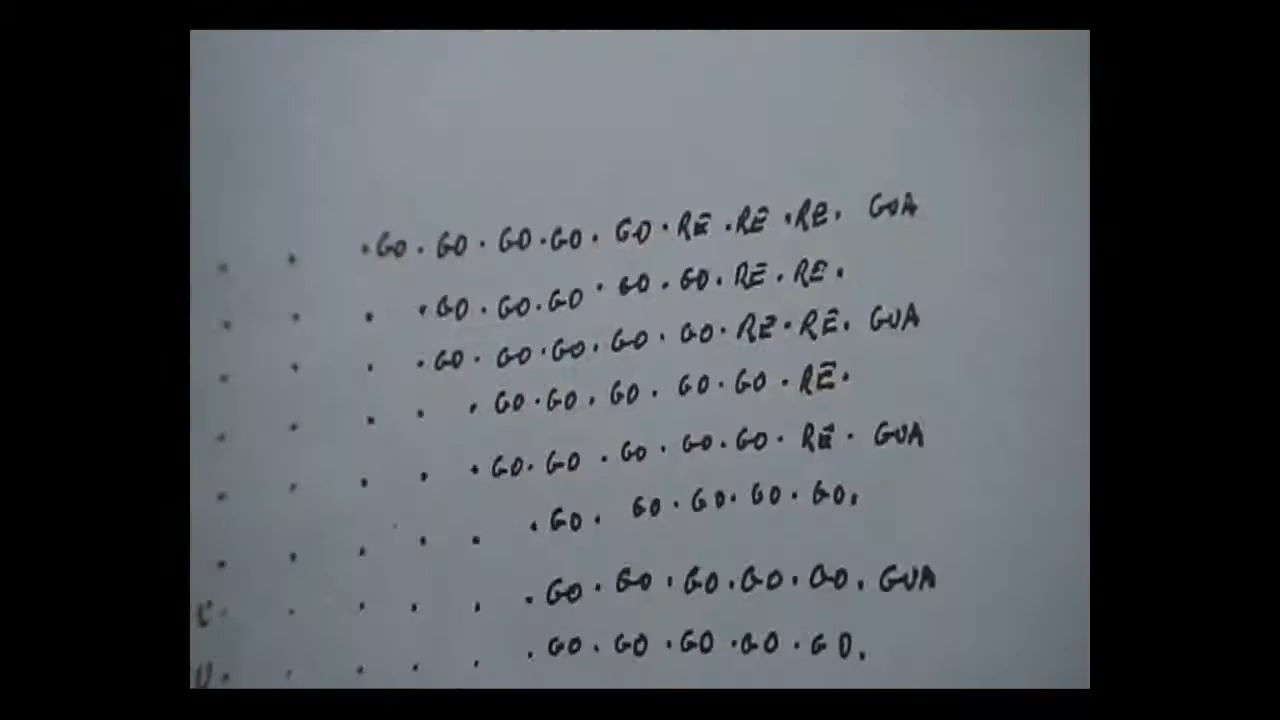 . . .GO. GO. GO.GO. GO.RE.RE.RE. GUA
. . . .GO.GO.GO.GO.GO.RE.RE.
. . . .GO.GO.GO.GO.GO.RE.RE. GUA
. . . . .GO.GO.GO.GO.GO.RE.
. . . . .GO.GO.GO.GO.GO.RE. GUA
. . . . . .GO. GO.GO.GO.GO.
. . . . . .GO.GO.GO.GO.GO. GUA
. . . . . .GO.GO.GO.GO.GO.